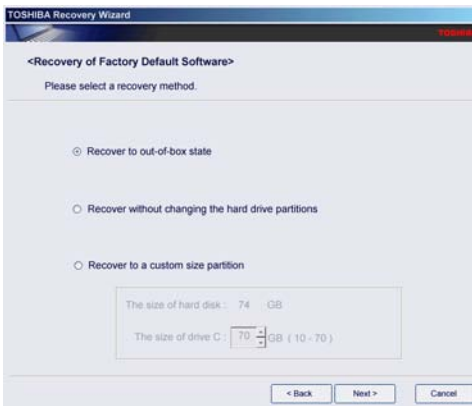 TOSHIBA Recovery Wizard
TOSHIBA
<Recovery of Factory Default Software>
Please select a recovery method.
Recover to out-of-box state
Recover without changing the hard drive partitions
Recover to a custom size partition
The size of hard disk : 74 GB
The size of drive C : 70 GB ( 10 - 70 )
< Back Next > Cancel